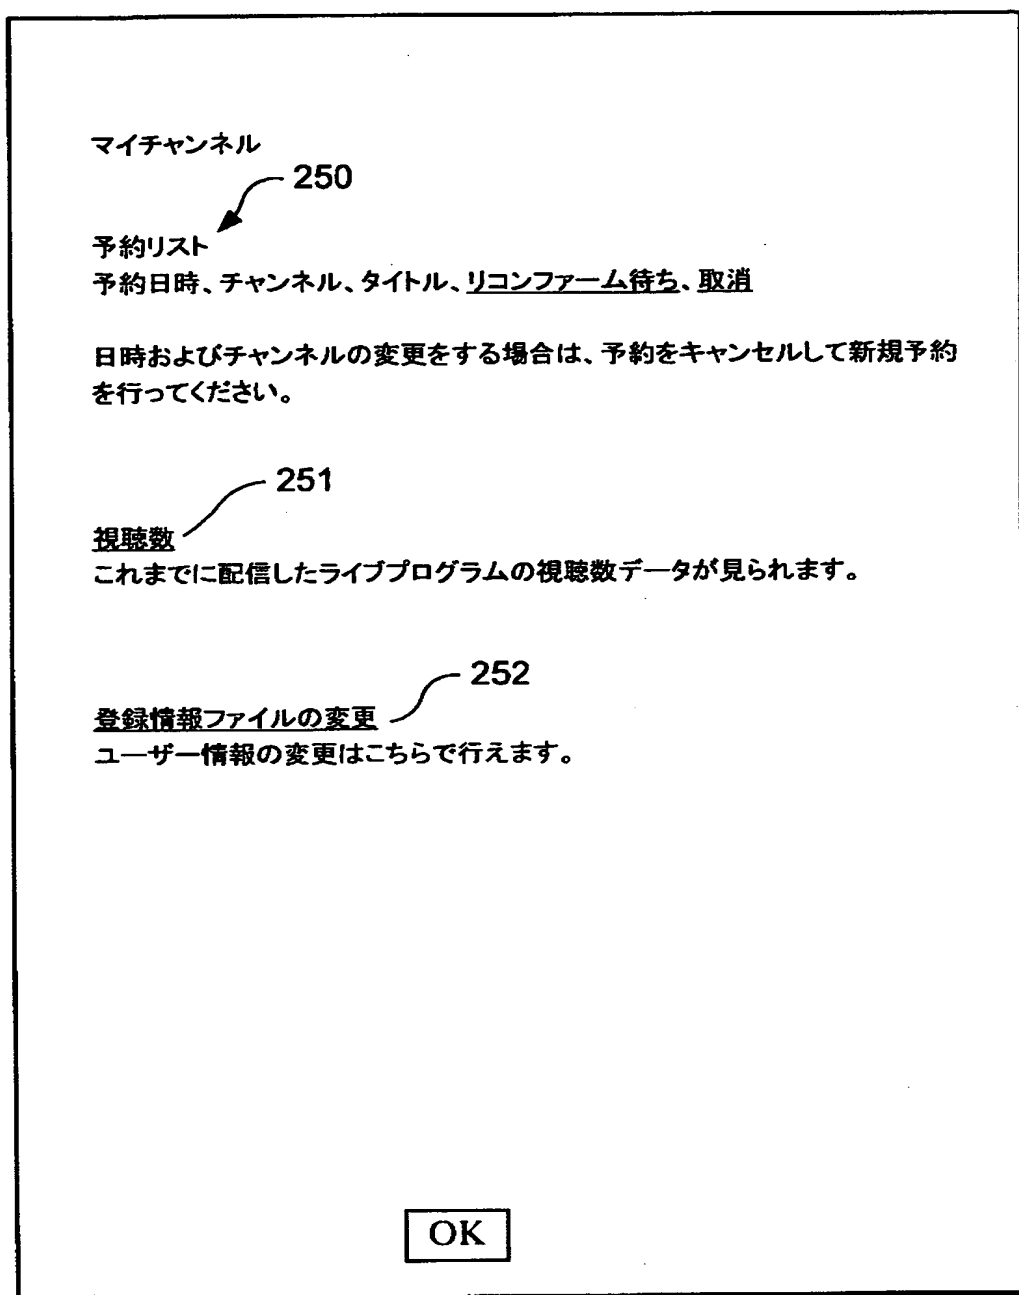 マイチャンネル
250
予約リスト
予約日時、チャンネル、タイトル、リコンファーム待ち、取消
日時およびチャンネルの変更をする場合は、予約をキャンセルして新規予約
を行ってください。
251
視聴数
これまでに配信したライブプログラムの視聴数データが見られます。
252
登録情報ファイルの変更
ユーザー情報の変更はこちらで行えます。
OK